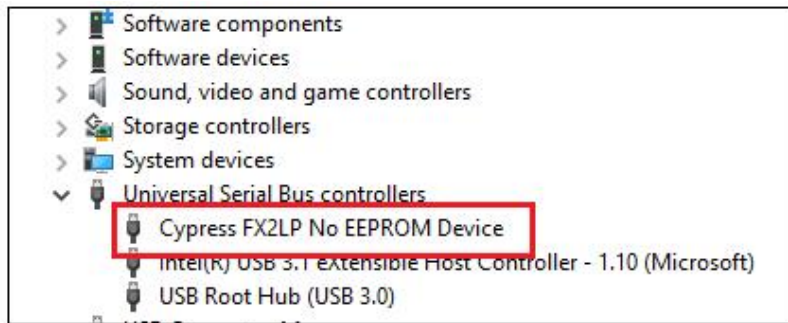 Software components
Software devices
Sound, video and game controllers
Storage controllers
System devices
Universal Serial Bus controllers
Cypress FX2LP No EEPROM Device
Intel(R) USB 3.1 eXtensible Host Controller - 1.10 (Microsoft)
USB Root Hub (USB 3.0)